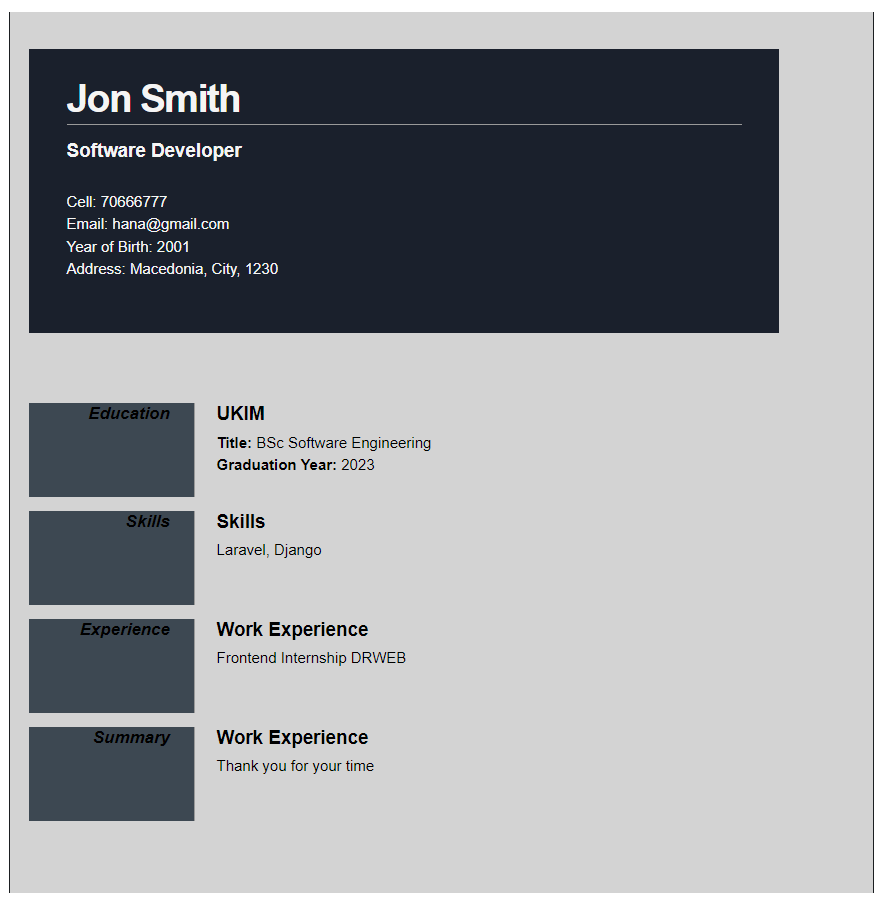 Jon Smith
Software Developer
Cell: 70666777
Email: hana@gmail.com
Year of Birth: 2001
Address: Macedonia, City, 1230
Education
UKIM
Title: BSc Software Engineering
Graduation Year: 2023
Skills
Skills
Laravel, Django
Experience
Work Experience
Frontend Internship DRWEB
Summary
Work Experience
Thank you for your time